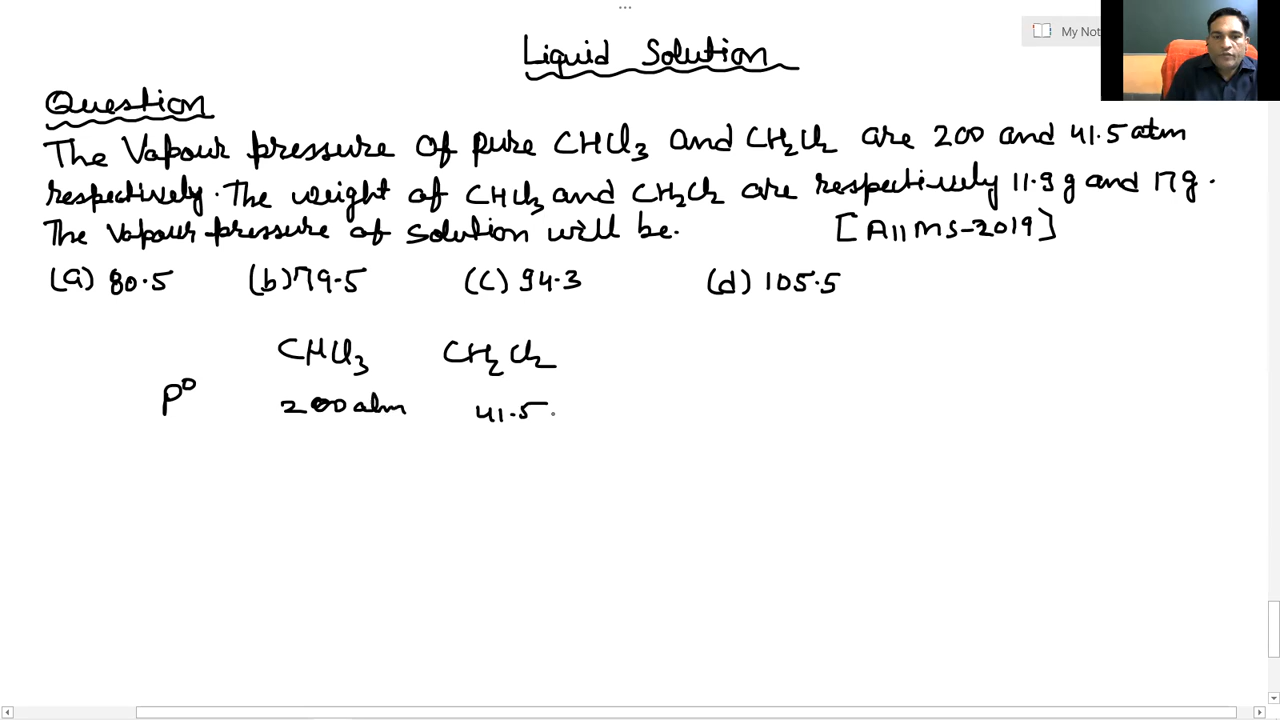 My Not
Liquid Solution
Question
The Vapour pressure of pure CHCl3 and CH2Cl2 are 200 and 41.5 atm
respectively. The weight of CHCl3 and CH2Cl2 are respectively 11.9 g and 17 g.
The Vapour pressure of solution will be. [AIIMS-2019]
(a) 80.5 (b) 79.5 (c) 94.3 (d) 105.5
CHCl3 CH2Cl2
P° 200 atm 41.5